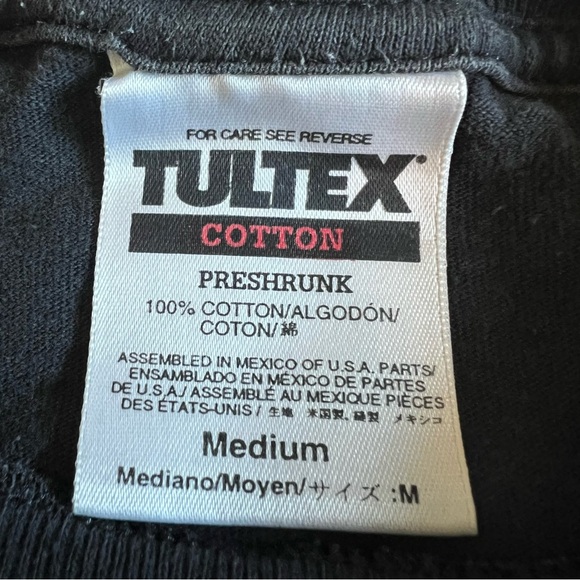 FOR CARE SEE REVERSE
TULTEX®
COTTON
PRESHRUNK
100% COTTON/ALGODÓN/
COTON/綿
ASSEMBLED IN MEXICO OF U.S.A. PARTS/
ENSAMBLADO EN MÉXICO DE PARTES
DE U.S.A./ASSEMBLÉ AU MEXIQUE PIÈCES
DES ÉTATS-UNIS/生地 米国製、縫製 メキシコ
Medium
Mediano/Moyen/サイズ :M